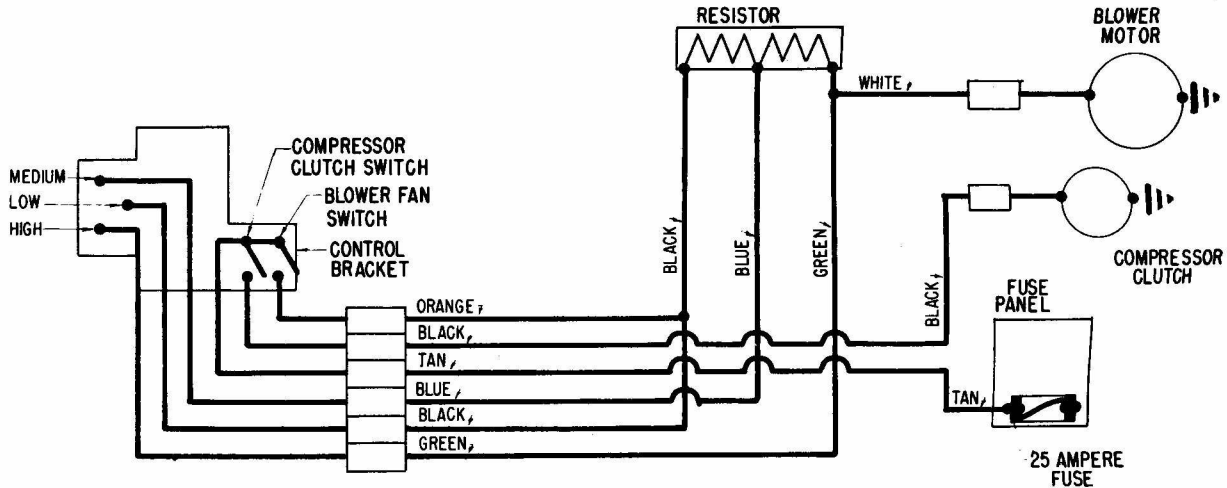 RESISTOR
BLOWER
MOTOR
WHITE
COMPRESSOR
CLUTCH SWITCH
MEDIUM
LOW
HIGH
BLOWER FAN
SWITCH
CONTROL
BRACKET
BLACK
BLUE
GREEN
COMPRESSOR
CLUTCH
BLACK
FUSE
PANEL
ORANGE
BLACK
TAN
BLUE
BLACK
GREEN
TAN
25 AMPERE
FUSE